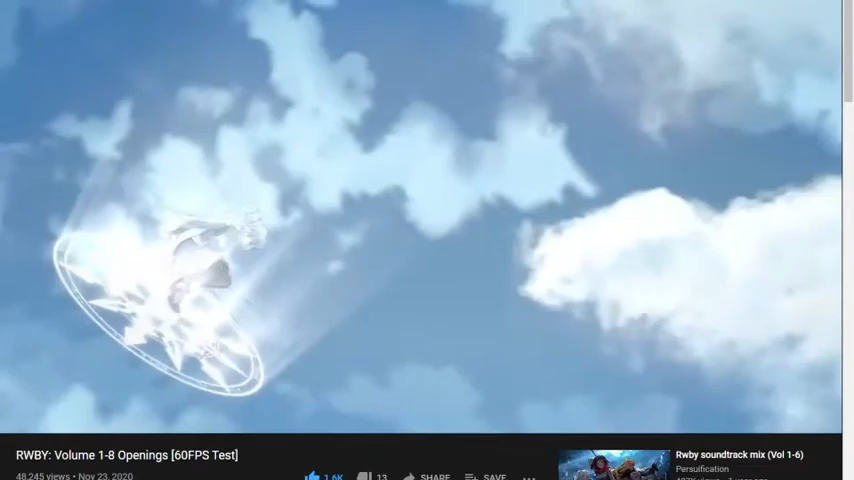 RWBY: Volume 1-8 Openings [60FPS Test]
48,245 views • Nov 23, 2020
1.6K
13
SHARE
SAVE
Rwby soundtrack mix (Vol 1-6)
Persuification